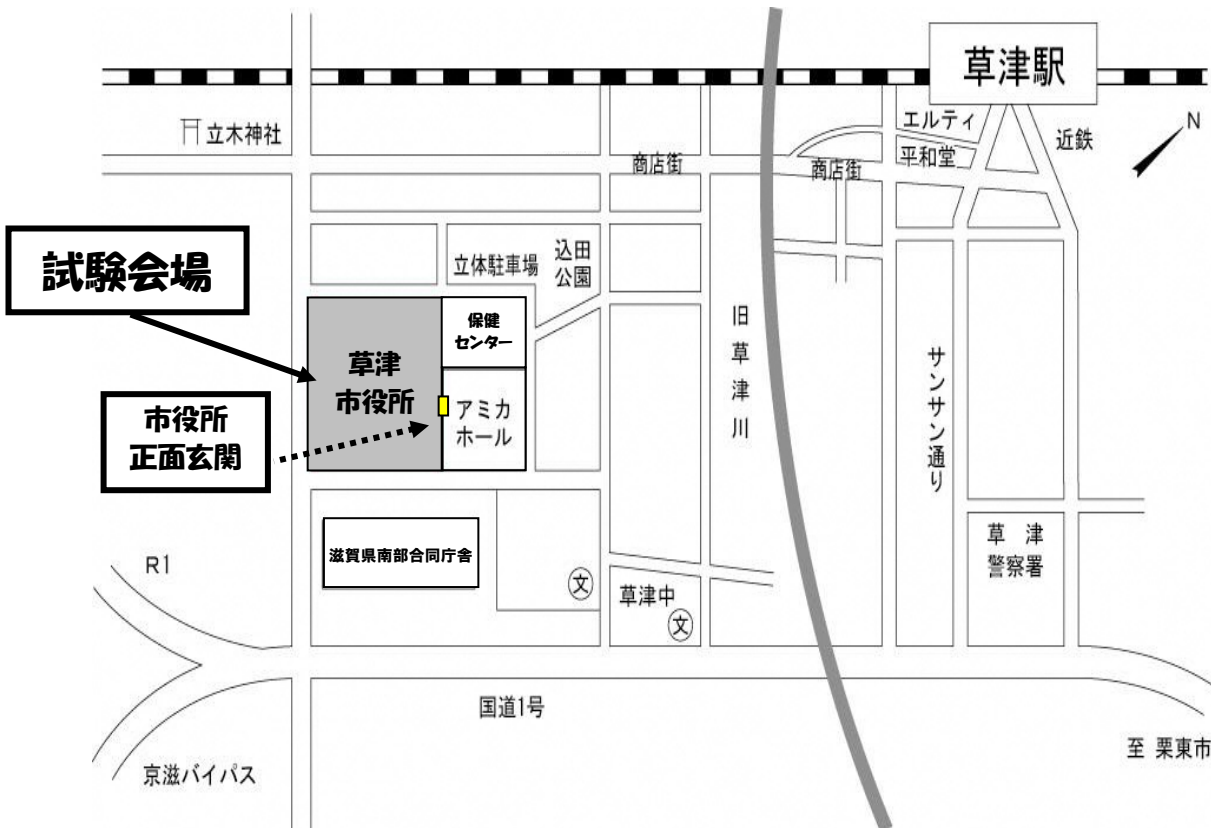 草津駅
エルティ
平和堂
近鉄
N
立木神社
商店街
商店街
試験会場
立体駐車場
込田
公園
保健
センター
草津
市役所
アミカ
ホール
市役所
正面玄関
旧草津川
サンサン通り
滋賀県南部合同庁舎
R1
文
草津中
文
草津
警察署
国道1号
京滋バイパス
至 栗東市